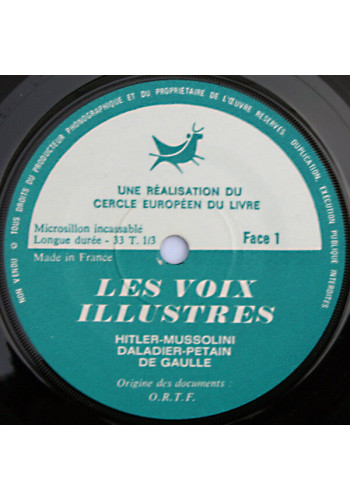 NON VENDU ⊙ TOUS DROITS DU PRODUCTEUR PHONOGRAPHIQUE ET DU PROPRIÉTAIRE DE L'ŒUVRE RESERVÉS. DUPLICATION, EXÉCUTION PUBLIQUE INTERDITES
UNE RÉALISATION DU
CERCLE EUROPÉEN DU LIVRE
Microsillon incassable
Longue durée - 33 T. 1/3
Face 1
Made in France
LES VOIX
ILLUSTRES
HITLER-MUSSOLINI
DALADIER-PETAIN
DE GAULLE
Origine des documents :
O.R.T.F.